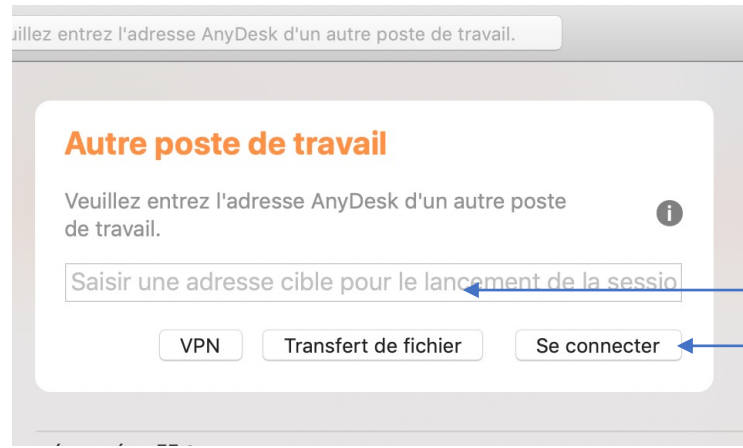 entrez l'adresse AnyDesk d'un autre poste de travail.
Autre poste de travail
Veuillez entrez l'adresse AnyDesk d'un autre poste
de travail.
Saisir une adresse cible pour le lancement de la sessio
VPN Transfert de fichier Se connecter